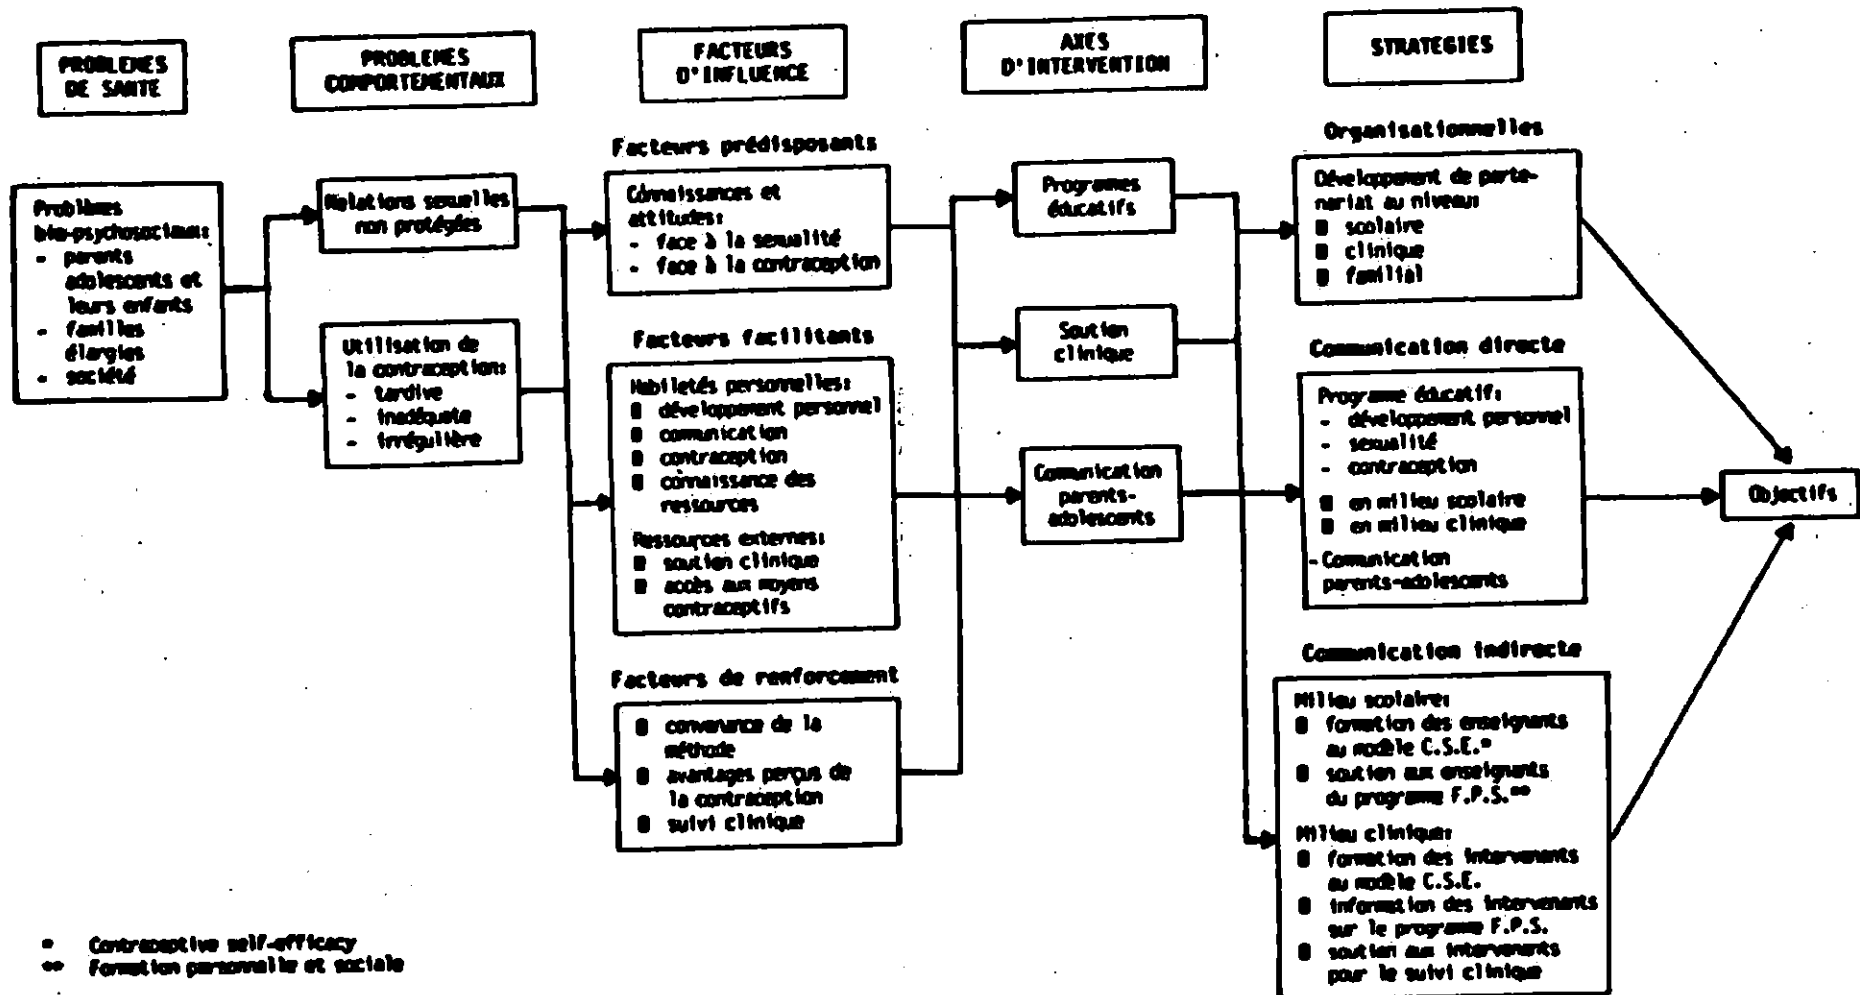 PROBLEMES
DE SANTE
PROBLEMES
COMPORTEMENTAUX
FACTEURS
D'INFLUENCE
AXES
D'INTERVENTION
STRATEGIES
Problèmes
bio-psychosociaux:
- parents
adolescents et
leurs enfants
- familles
élargies
- société
Relations sexuelles
non protégées
Utilisation de
la contraception:
- tardive
- inadéquate
- irrégulière
Facteurs prédisposants
Connaissances et
attitudes:
- face à la sexualité
- face à la contraception
Facteurs facilitants
Habiletés personnelles:
▪ développement personnel
▪ communication
▪ contraception
▪ connaissance des
ressources
Ressources externes:
▪ soutien clinique
▪ accès aux moyens
contraceptifs
Facteurs de renforcement
▪ convenance de la
méthode
▪ avantages perçus de
la contraception
▪ suivi clinique
Programmes
éducatifs
Soutien
clinique
Communication
parents-
adolescents
Organisationnelles
Développement de parte-
nariat au niveau:
▪ scolaire
▪ clinique
▪ familial
Communication directe
Programme éducatif:
- développement personnel
- sexualité
- contraception
▪ en milieu scolaire
▪ en milieu clinique
- Communication
parents-adolescents
Communication indirecte
Milieu scolaire:
▪ formation des enseignants
au modèle C.S.E.*
▪ soutien aux enseignants
du programme F.P.S.**
Milieu clinique:
▪ formation des intervenants
au modèle C.S.E.
▪ information des intervenants
sur le programme F.P.S.
▪ soutien aux intervenants
pour le suivi clinique
Objectifs
* Contraceptive self-efficacy
** Formation personnelle et sociale